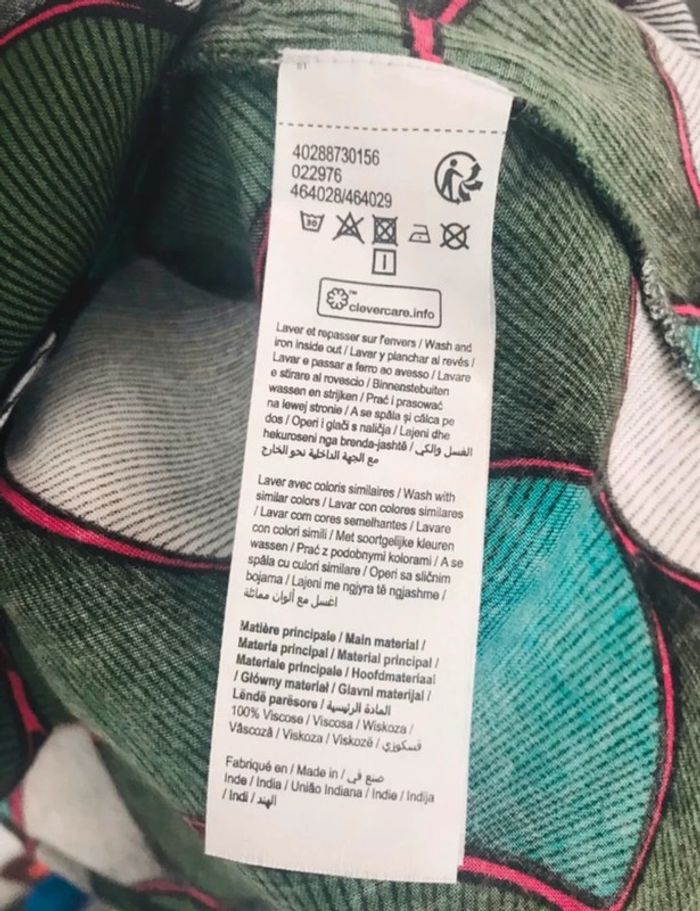 40288730156
022976
464028/464029
30
clevercare.info
Laver et repasser sur l'envers / Wash and
iron inside out / Lavar y planchar al revés /
Lavar e passar a ferro ao avesso / Lavare
e stirare al rovescio / Binnenstebuiten
wassen en strijken / Prać i prasować
na lewej stronie / A se spăla și călca pe
dos / Operi i glači s naličja / Lajeni dhe
hekuroseni nga brenda-jashtë / الغسل والكي
مع الجهة الداخلية نحو الخارج
Laver avec coloris similaires / Wash with
similar colors / Lavar con colores similares
/ Lavar com cores semelhantes / Lavare
con colori simili / Met soortgelijke kleuren
wassen / Prać z podobnymi kolorami / A se
spăla cu culori similare / Operi sa sličnim
bojama / Lajeni me ngjyra të ngjashme /
اغسل مع ألوان مماثلة
Matière principale / Main material /
Materia principal / Material principal /
Materiale principale / Hoofdmateriaal
/ Główny materiał / Glavni materijal /
Lëndë parësore / المادة الرئيسية
100% Viscose / Viscosa / Wiskoza /
Vâscoză / Viskoza / Viskozë / فسكوزي
Fabriqué en / Made in / صنع في
Inde / India / União Indiana / Indie / Indija
/ Indi / الهند